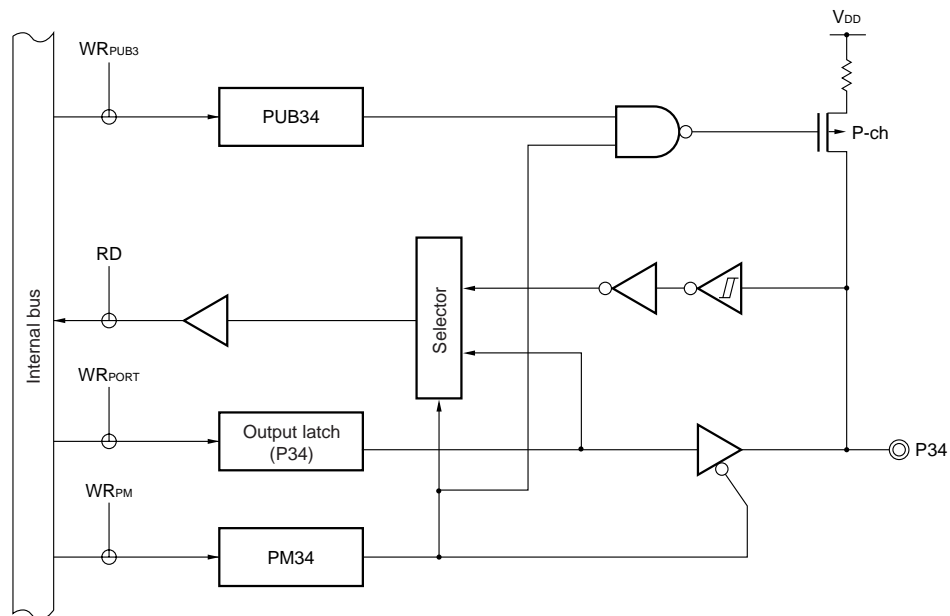 VDD
WRPUB3
PUB34
P-ch
RD
Selector
Internal bus
WRPORT
Output latch
(P34)
P34
WRPM
PM34